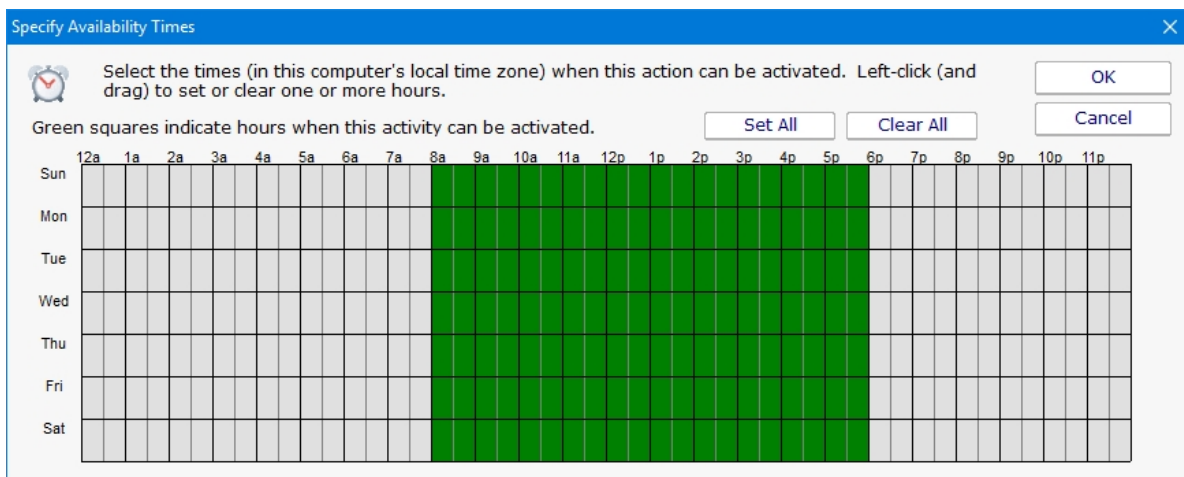 Specify Availability Times
Select the times (in this computer's local time zone) when this action can be activated.  Left-click (and
drag) to set or clear one or more hours.
OK
Cancel
Green squares indicate hours when this activity can be activated.
Set All
Clear All
12a 1a 2a 3a 4a 5a 6a 7a 8a 9a 10a 11a 12p 1p 2p 3p 4p 5p 6p 7p 8p 9p 10p 11p
Sun
Mon
Tue
Wed
Thu
Fri
Sat